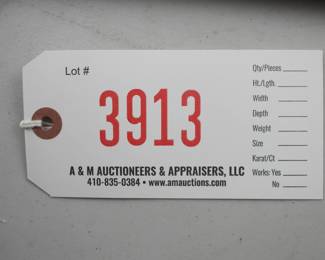 Lot #
3913
A & M AUCTIONEERS & APPRAISERS, LLC
410-835-0384 • www.amauctions.com
Qty/Pieces
Ht./Lgth.
Width
Depth
Weight
Size
Karat/Ct
Works: Yes
No